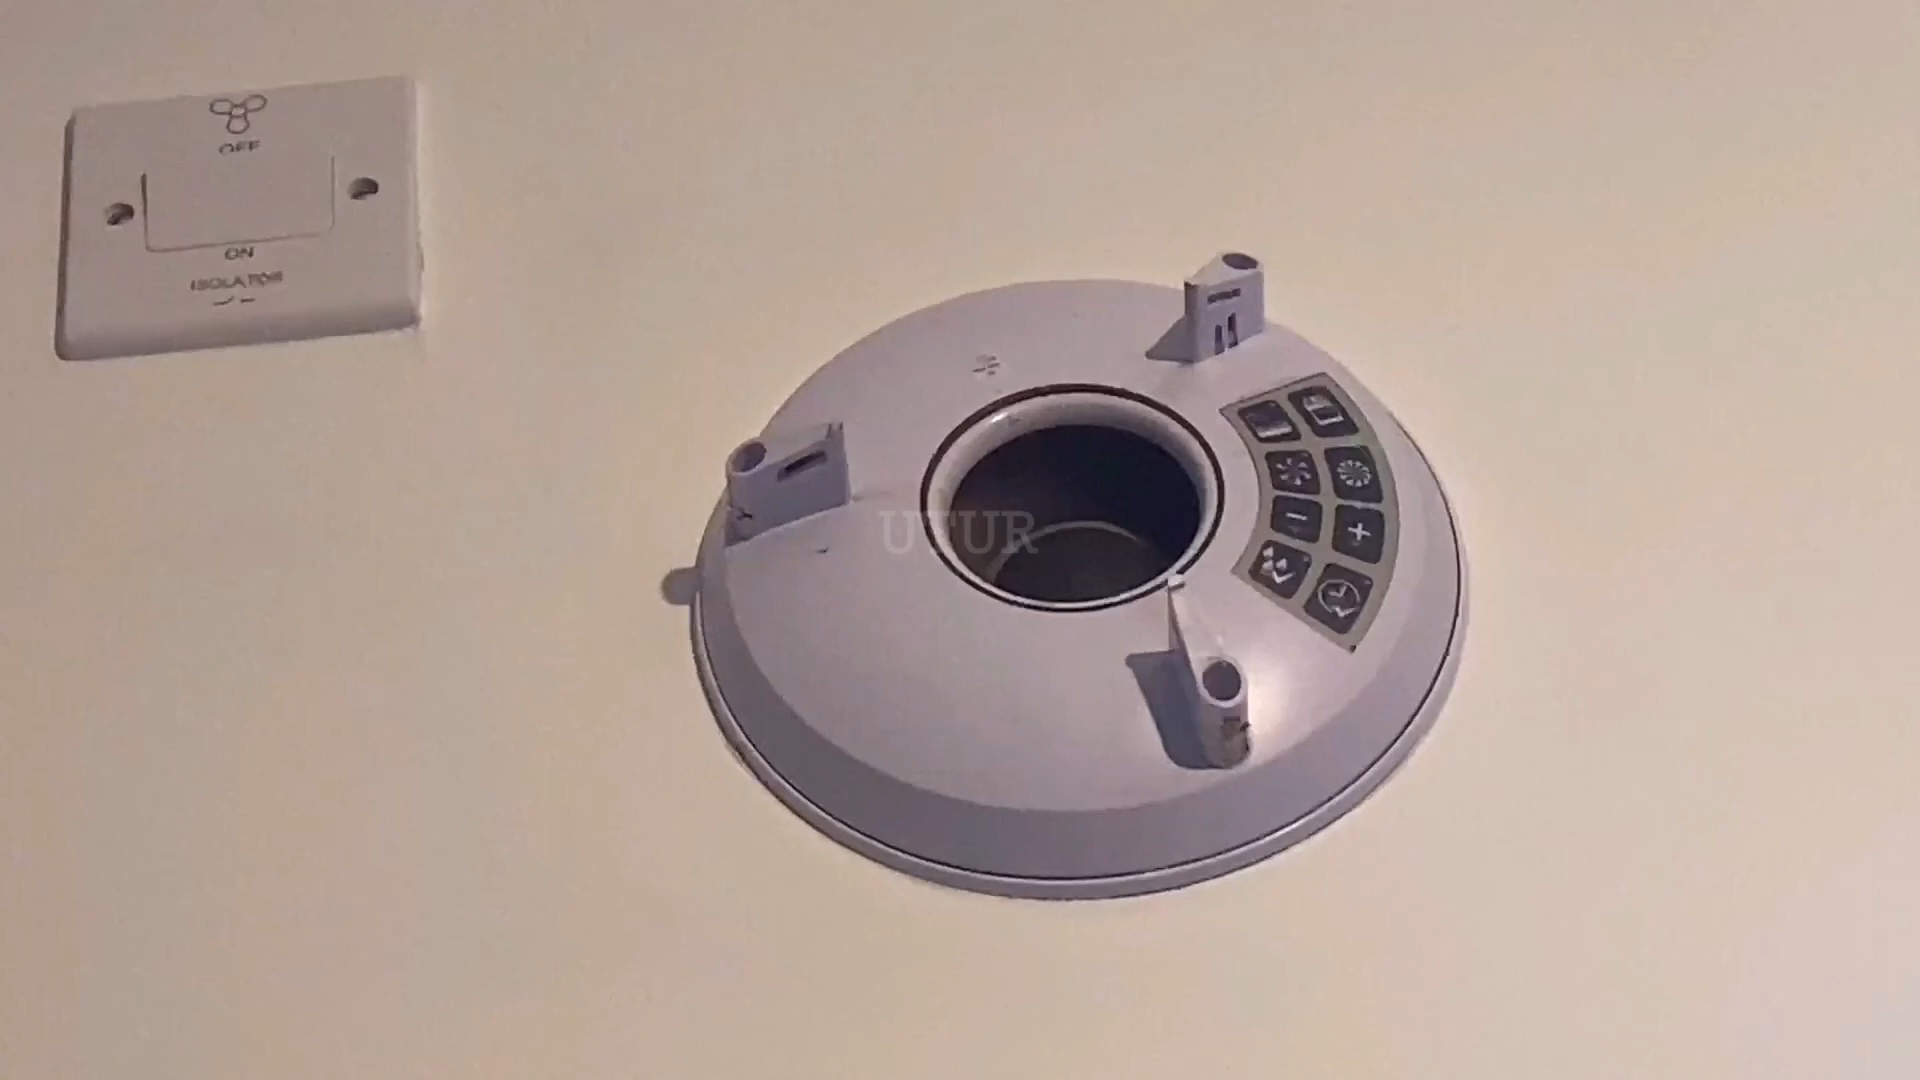 OFF
ON
ISOLATOR
UTUR
- +